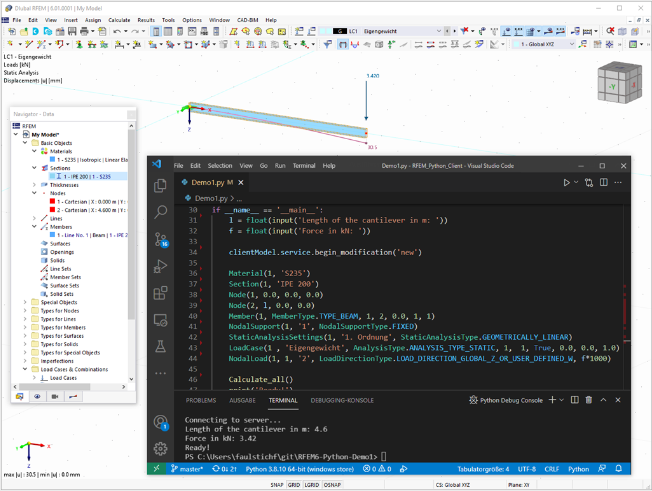 Dlubal RFEM | 6.01.0001 | My Model
File Edit View Insert Assign Calculate Results Tools Options Window CAD-BIM Help
G LC1 Eigengewicht
1 - Global XYZ
LC1 - Eigengewicht
Loads [kN]
Static Analysis
Displacements |u| [mm]
3.420
X
Z
30.5
-Y
X
Navigator - Data
RFEM
My Model*
Basic Objects
Materials
1 - S235 | Isotropic | Linear Ela
Sections
1 - IPE 200 | 1 - S235
Thicknesses
Nodes
1 - Cartesian | X: 0.000 m | Y:
2 - Cartesian | X: 4.600 m | Y:
Lines
Members
1 - Line No. 1 | Beam | 1 - IPE 2
Surfaces
Openings
Solids
Line Sets
Member Sets
Surface Sets
Solid Sets
Special Objects
Types for Nodes
Types for Lines
Types for Members
Types for Surfaces
Types for Solids
Types for Special Objects
Imperfections
Load Cases & Combinations
Load Cases
File Edit Selection View Go Run Terminal Help
Demo1.py - RFEM_Python_Client - Visual Studio Code
Demo1.py M
Demo1.py > ...
30 if __name__ == '__main__':
31 l = float(input('Length of the cantilever in m: '))
32 f = float(input('Force in kN: '))
33
34 clientModel.service.begin_modification('new')
35
36 Material(1, 'S235')
37 Section(1, 'IPE 200')
38 Node(1, 0.0, 0.0, 0.0)
39 Node(2, l, 0.0, 0.0)
40 Member(1, MemberType.TYPE_BEAM, 1, 2, 0.0, 1, 1)
41 NodalSupport(1, '1', NodalSupportType.FIXED)
42 StaticAnalysisSettings(1, '1. Ordnung', StaticAnalysisType.GEOMETRICALLY_LINEAR)
43 LoadCase(1 , 'Eigengewicht', AnalysisType.ANALYSIS_TYPE_STATIC, 1, 1, True, 0.0, 0.0, 1.0)
44 NodalLoad(1, 1, '2', LoadDirectionType.LOAD_DIRECTION_GLOBAL_Z_OR_USER_DEFINED_W, f*1000)
45
46 Calculate_all()
47 print('Ready!')
16
1
PROBLEMS AUSGABE TERMINAL DEBUGGING-KONSOLE
Python Debug Console
Connecting to server...
Length of the cantilever in m: 4.6
Force in kN: 3.42
Ready!
PS C:\Users\faulstichf\git\RFEM6-Python-Demo1>
master* 0↓ 21 Python 3.8.10 64-bit (windows store) 0 0
Tabulatorgröße: 4 UTF-8 CRLF Python
X
Z
max |u| : 30.5 | min |u| : 0.0 mm
SNAP GRID LGRID OSNAP
CS: Global XYZ
Plane: XY